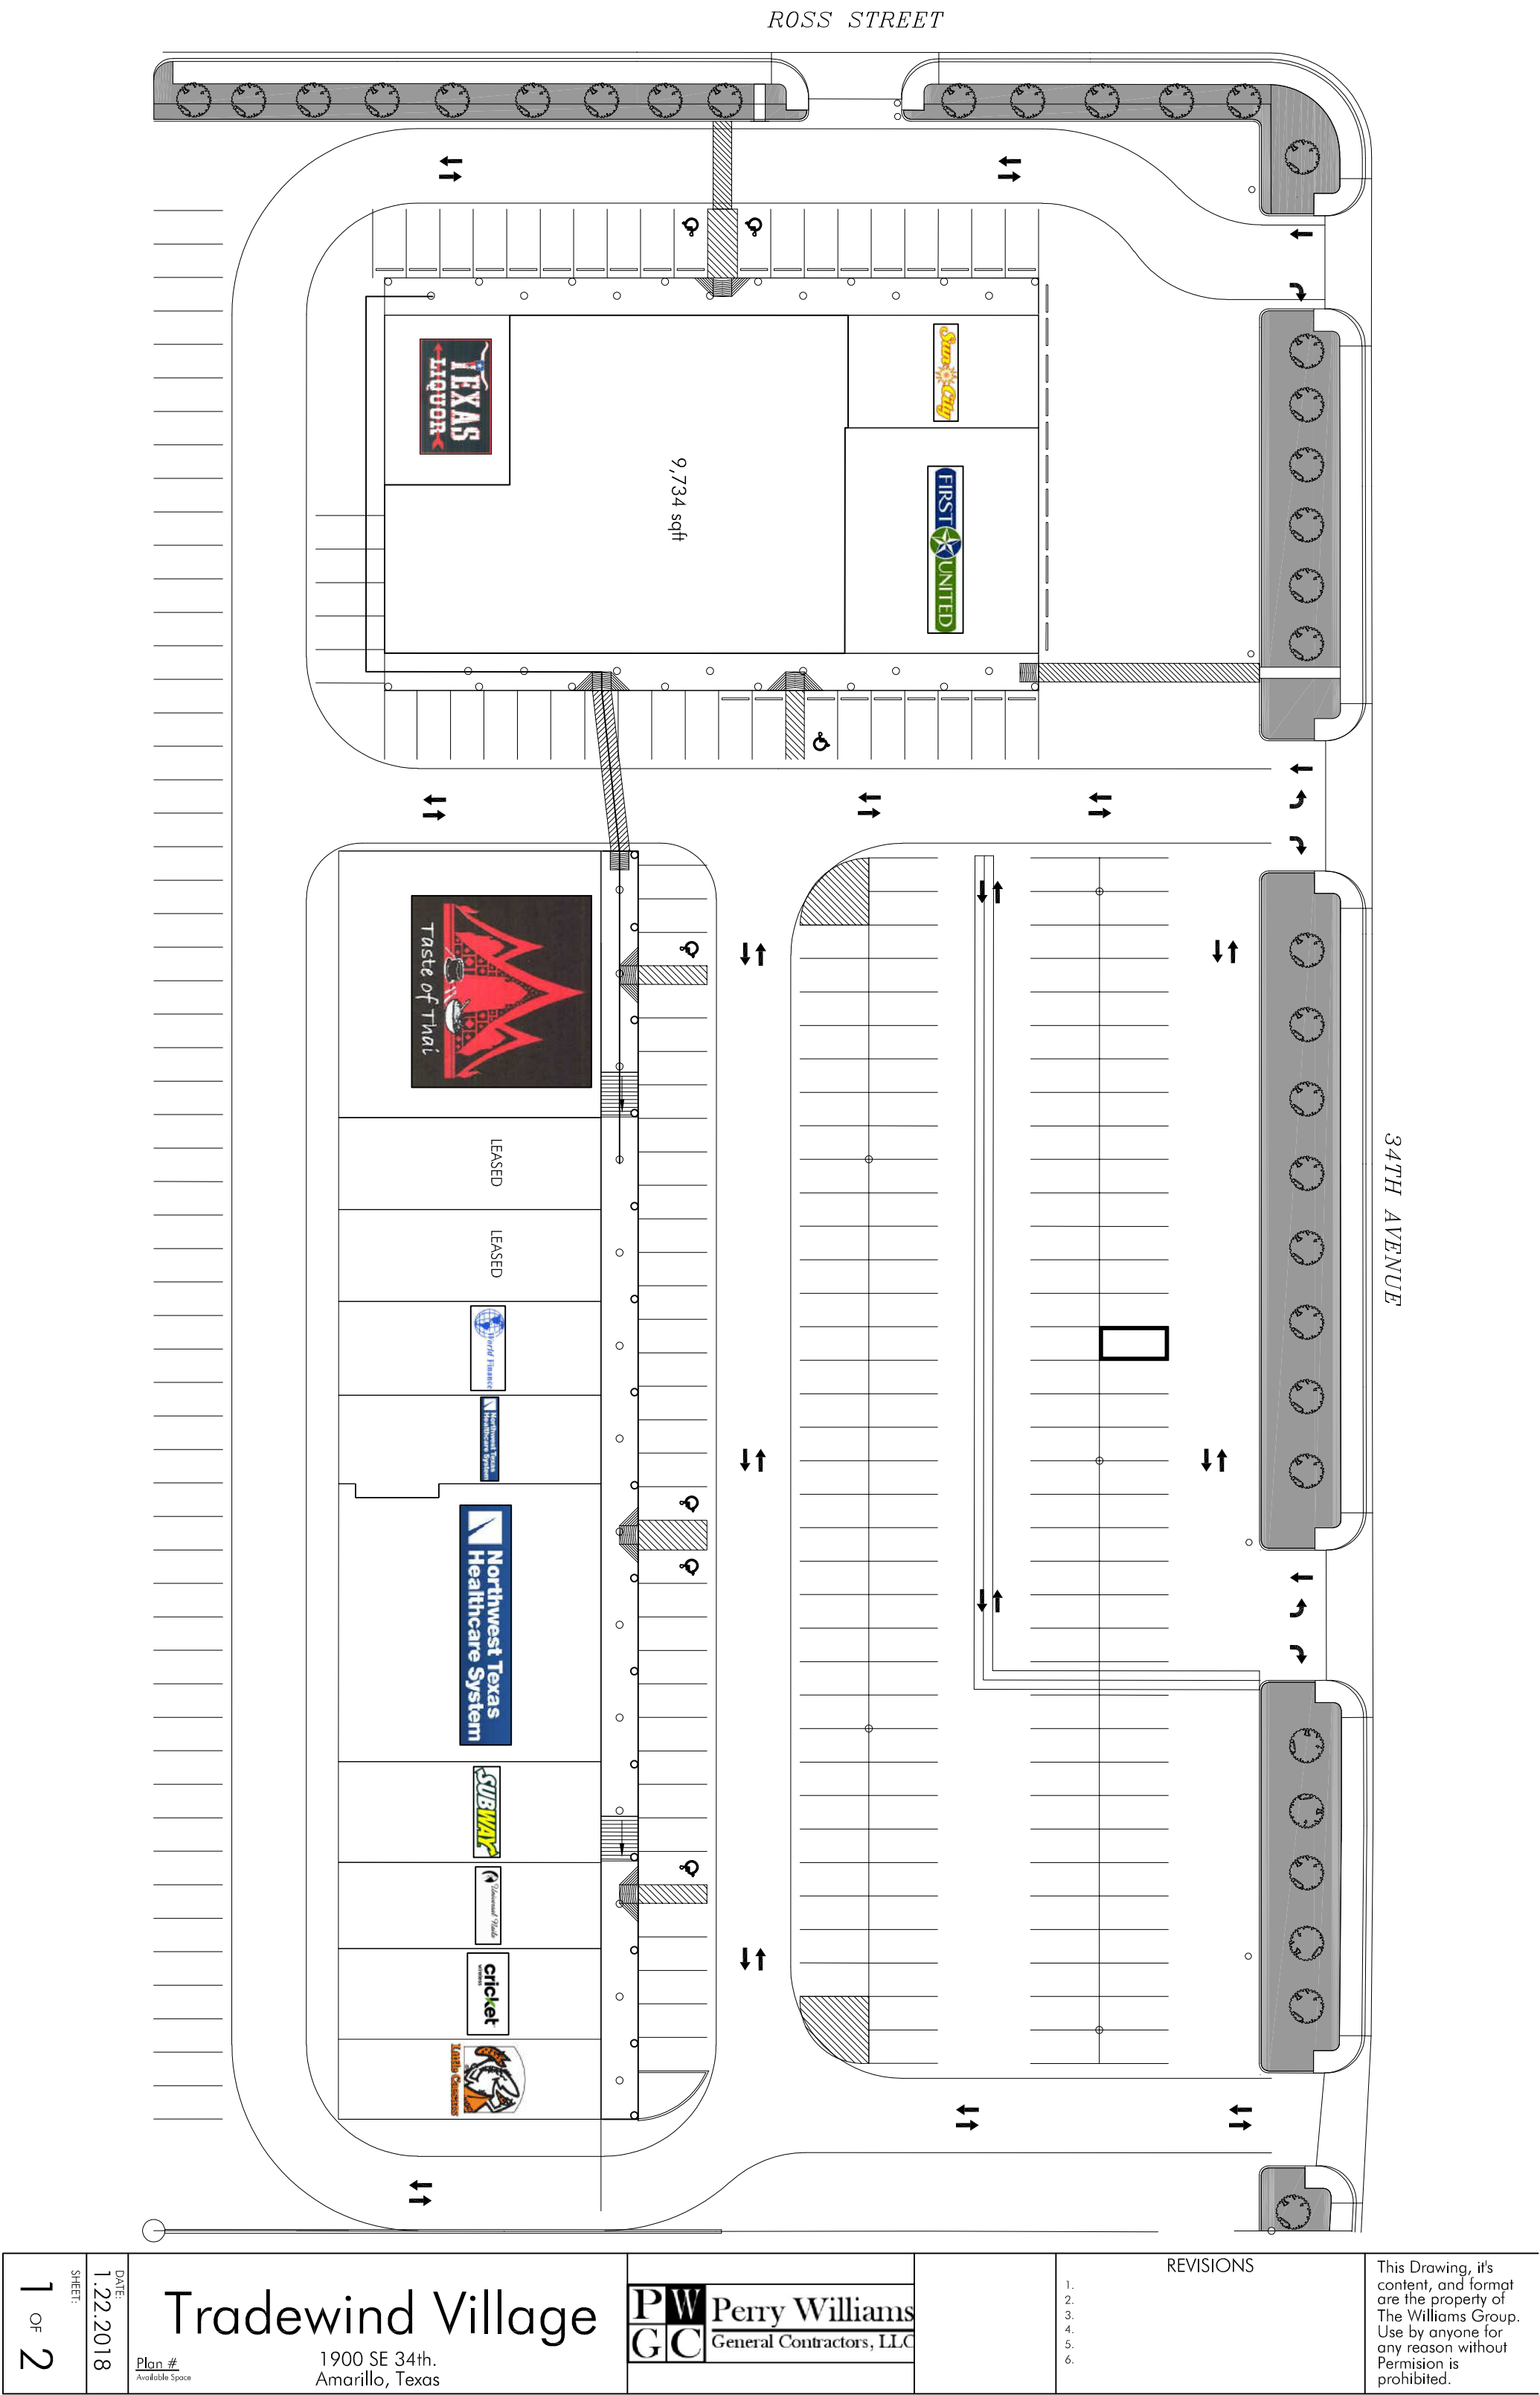 ROSS STREET
TEXAS
LIQUOR
Sun City
9,734 sqft
FIRST UNITED
Taste of Thai
34TH AVENUE
LEASED
LEASED
World Finance
Northwest Texas
Healthcare System
Northwest Texas
Healthcare System
SUBWAY
Universal Nails
cricket
wireless
Little Caesars
SHEET:
1 OF 2
DATE:
1.22.2018
Tradewind Village
1900 SE 34th.
Amarillo, Texas
Plan #
Available Space
PW
GC
Perry Williams
General Contractors, LLC
REVISIONS
1.
2.
3.
4.
5.
6.
This Drawing, it's
content, and format
are the property of
The Williams Group.
Use by anyone for
any reason without
Permision is
prohibited.